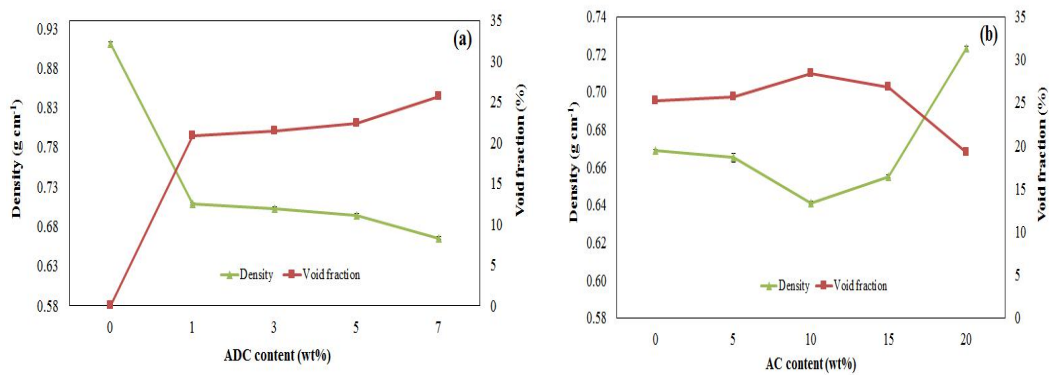 (a)
Density (g cm⁻¹)
0.93
0.88
0.83
0.78
0.73
0.68
0.63
0.58
35
30
25
20
15
10
5
0
Void fraction (%)
Density
Void fraction
0 1 3 5 7
ADC content (wt%)
(b)
Density (g cm⁻¹)
0.74
0.72
0.70
0.68
0.66
0.64
0.62
0.60
0.58
35
30
25
20
15
10
5
0
Void fraction (%)
Density
Void fraction
0 5 10 15 20
AC content (wt%)